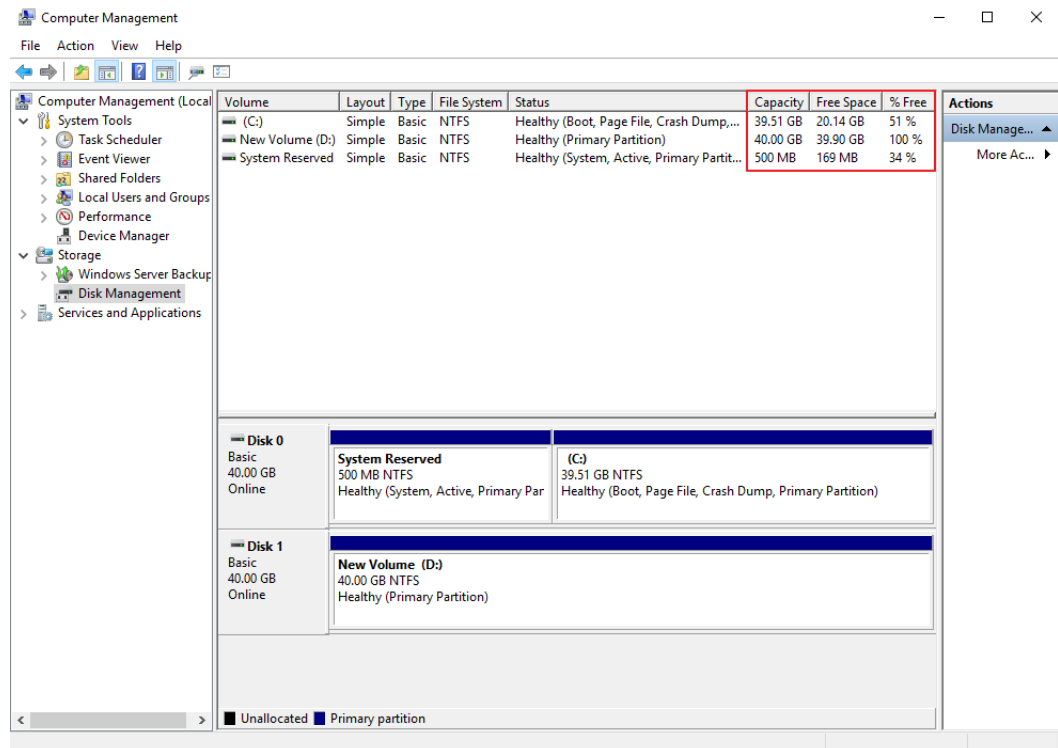 Computer Management
File Action View Help
Computer Management (Local
System Tools
Task Scheduler
Event Viewer
Shared Folders
Local Users and Groups
Performance
Device Manager
Storage
Windows Server Backup
Disk Management
Services and Applications
Volume Layout Type File System Status Capacity Free Space % Free
(C:) Simple Basic NTFS Healthy (Boot, Page File, Crash Dump,... 39.51 GB 20.14 GB 51 %
New Volume (D:) Simple Basic NTFS Healthy (Primary Partition) 40.00 GB 39.90 GB 100 %
System Reserved Simple Basic NTFS Healthy (System, Active, Primary Partit... 500 MB 169 MB 34 %
Disk 0
Basic
40.00 GB
Online
System Reserved
500 MB NTFS
Healthy (System, Active, Primary Par
(C:)
39.51 GB NTFS
Healthy (Boot, Page File, Crash Dump, Primary Partition)
Disk 1
Basic
40.00 GB
Online
New Volume (D:)
40.00 GB NTFS
Healthy (Primary Partition)
Unallocated Primary partition
Actions
Disk Manage...
More Ac...